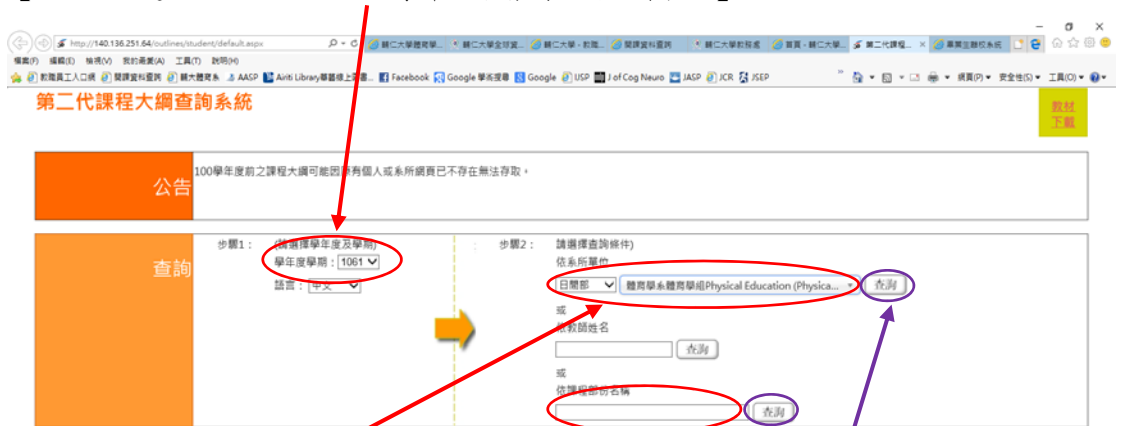 http://140.136.251.64/outlines/student/default.aspx
輔仁大學體育學... 輔仁大學全球資... 輔仁大學 - 教職... 開課資料查詢 輔仁大學教務處 首頁 - 輔仁大學... 第二代課程... 畢業生聯校系統
檔案(F) 編輯(E) 檢視(V) 我的最愛(A) 工具(T) 說明(H)
教職員工入口網 開課資料查詢 輔大體育系 AASP Airiti Library華藝線上圖書... Facebook Google 學術搜尋 Google USP J of Cog Neuro JASP JCR JSEP 網頁(P) 安全性(S) 工具(O)
第二代課程大綱查詢系統
教材
下載
公告
100學年度前之課程大綱可能因原有個人或系所網頁已不存在無法存取。
查詢
步驟1： (請選擇學年度及學期)
學年度學期：1061
語言：中文
步驟2： 請選擇查詢條件)
依系所單位
日間部 體育學系體育學組Physical Education (Physica... 查詢
或
依教師姓名
查詢
或
依課程部份名稱
查詢